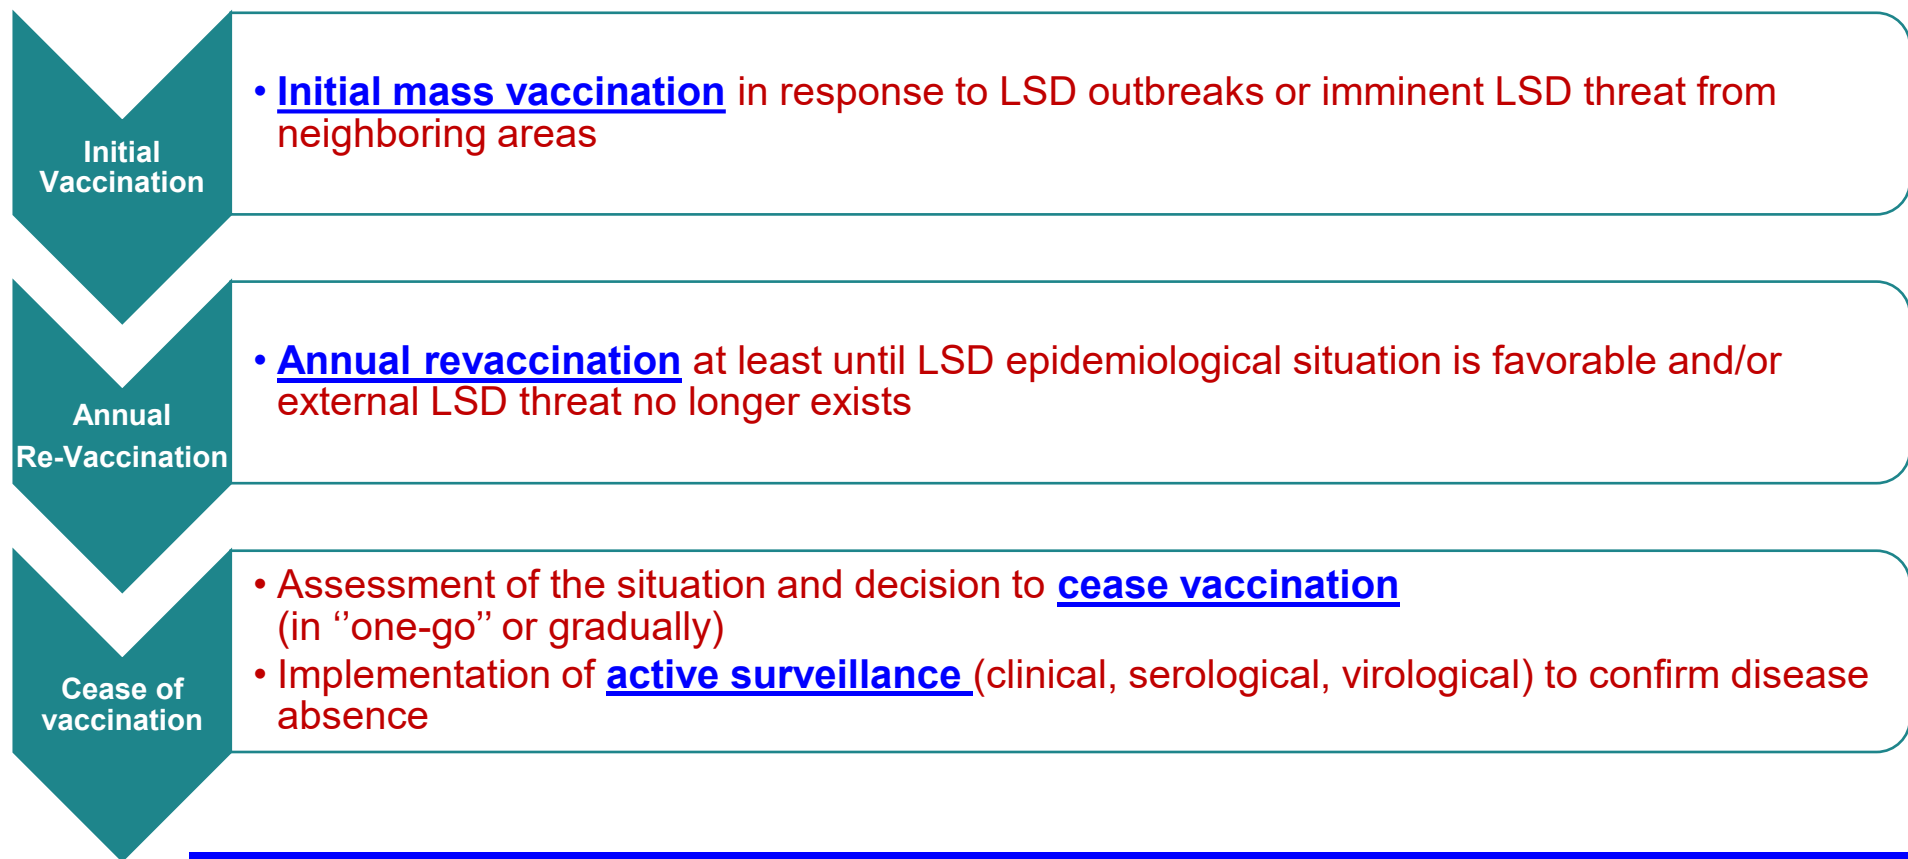 Initial
Vaccination
• Initial mass vaccination in response to LSD outbreaks or imminent LSD threat from
neighboring areas
Annual
Re-Vaccination
• Annual revaccination at least until LSD epidemiological situation is favorable and/or
external LSD threat no longer exists
Cease of
vaccination
• Assessment of the situation and decision to cease vaccination
(in ‘’one-go’’ or gradually)
• Implementation of active surveillance (clinical, serological, virological) to confirm disease
absence